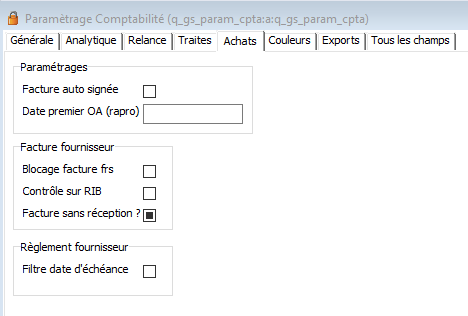 Paramètrage Comptabilité (q_gs_param_cpta:a:q_gs_param_cpta)
Générale Analytique Relance Traites Achats Couleurs Exports Tous les champs
Paramétrages
Facture auto signée
Date premier OA (rapro)
Facture fournisseur
Blocage facture frs
Contrôle sur RIB
Facture sans réception ?
Règlement fournisseur
Filtre date d'échéance